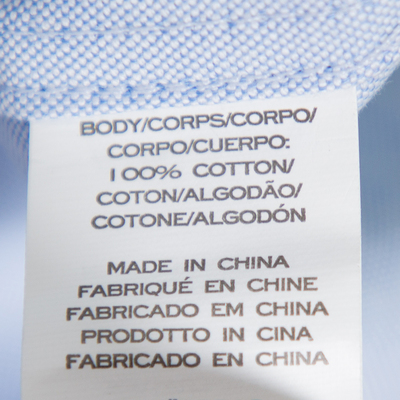 BODY/CORPS/CORPO/
CORPO/CUERPO:
100% COTTON/
COTON/ALGODÃO/
COTONE/ALGODÓN
MADE IN CHINA
FABRIQUÉ EN CHINE
FABRICADO EM CHINA
PRODOTTO IN CINA
FABRICADO EN CHINA